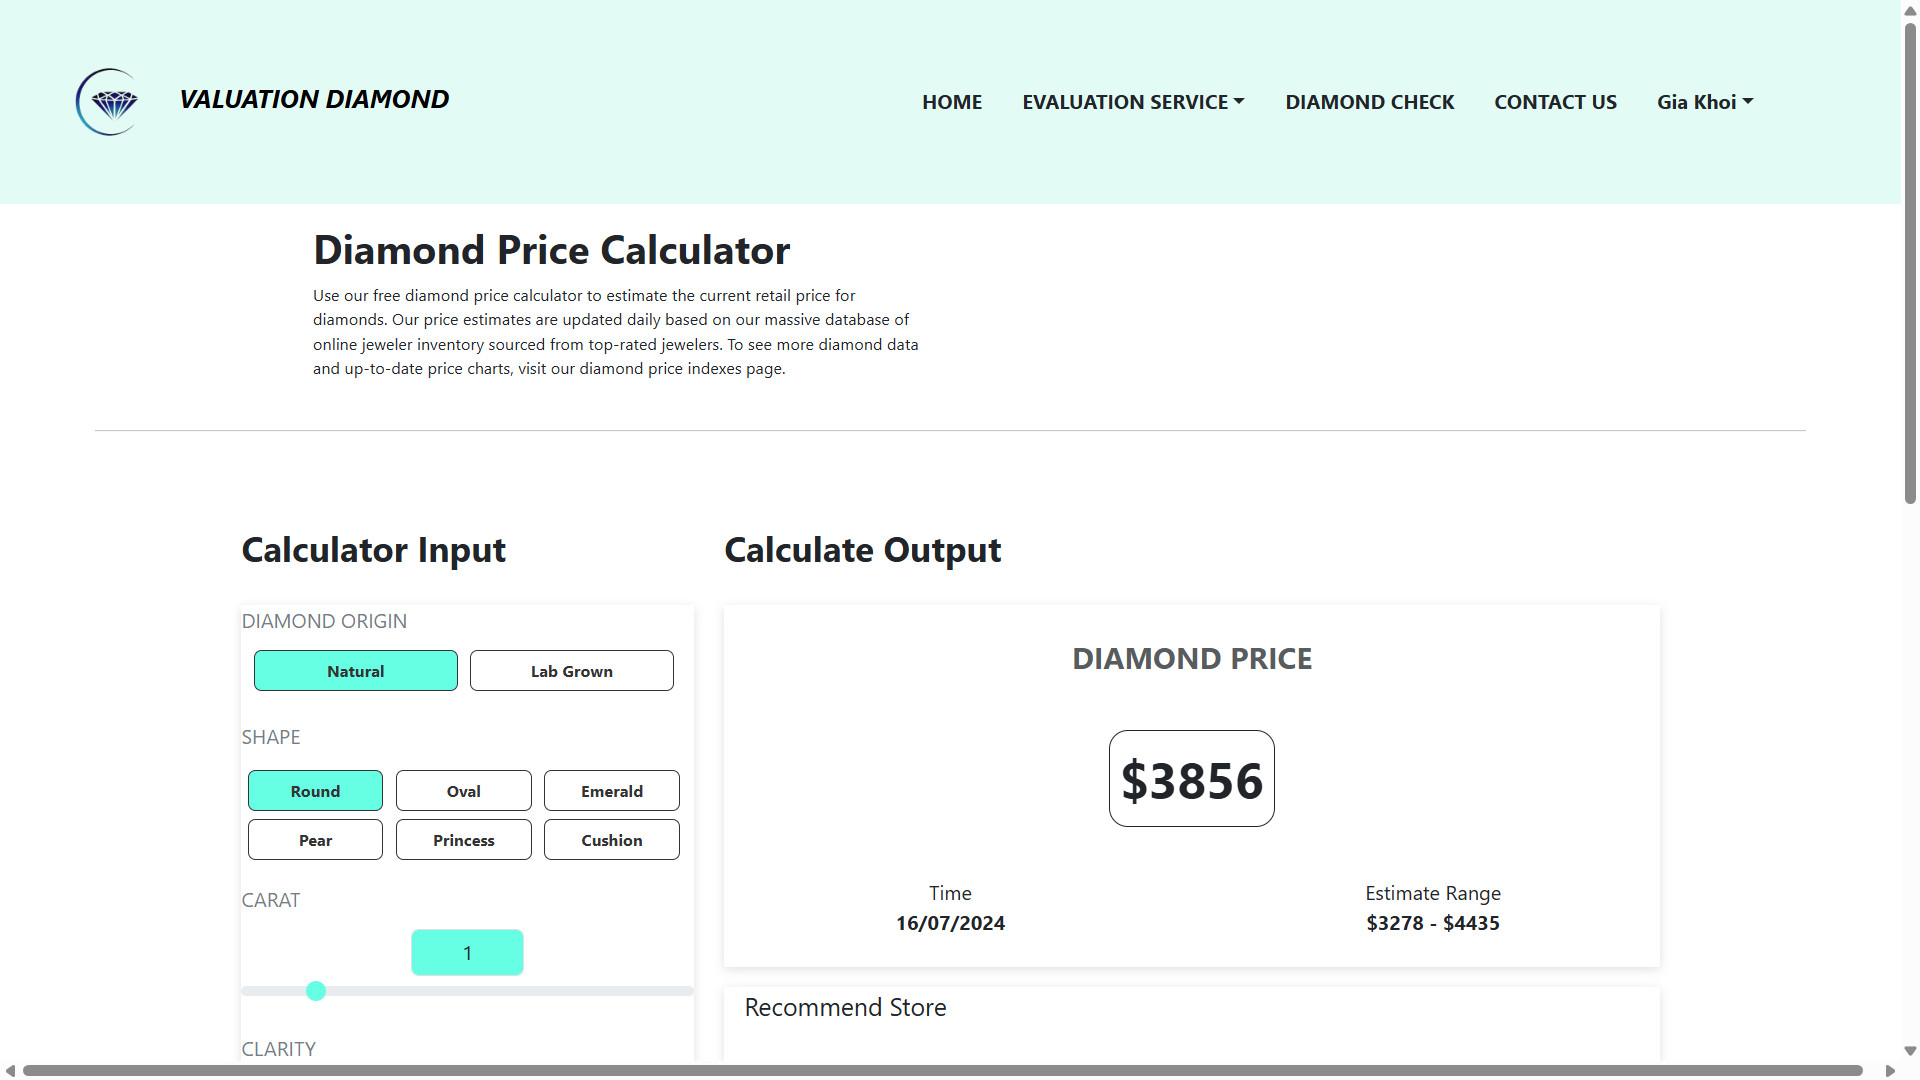 VALUATION DIAMOND
HOME
EVALUATION SERVICE
DIAMOND CHECK
CONTACT US
Gia Khoi
Diamond Price Calculator
Use our free diamond price calculator to estimate the current retail price for
diamonds. Our price estimates are updated daily based on our massive database of
online jeweler inventory sourced from top-rated jewelers. To see more diamond data
and up-to-date price charts, visit our diamond price indexes page.
Calculator Input
DIAMOND ORIGIN
Natural
Lab Grown
SHAPE
Round
Oval
Emerald
Pear
Princess
Cushion
CARAT
1
CLARITY
Calculate Output
DIAMOND PRICE
$3856
Time
16/07/2024
Estimate Range
$3278 - $4435
Recommend Store